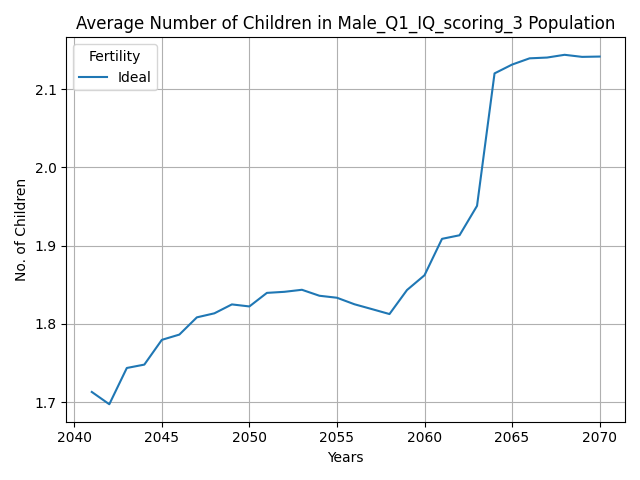 Average Number of Children in Male_Q1_IQ_scoring_3 Population
Fertility
Ideal
No. of Children
2.1
2.0
1.9
1.8
1.7
2040 2045 2050 2055 2060 2065 2070
Years